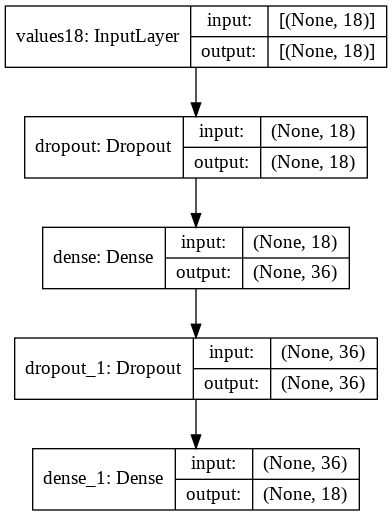 values18: InputLayer input: [(None, 18)]
output: [(None, 18)]
dropout: Dropout input: (None, 18)
output: (None, 18)
dense: Dense input: (None, 18)
output: (None, 36)
dropout_1: Dropout input: (None, 36)
output: (None, 36)
dense_1: Dense input: (None, 36)
output: (None, 18)